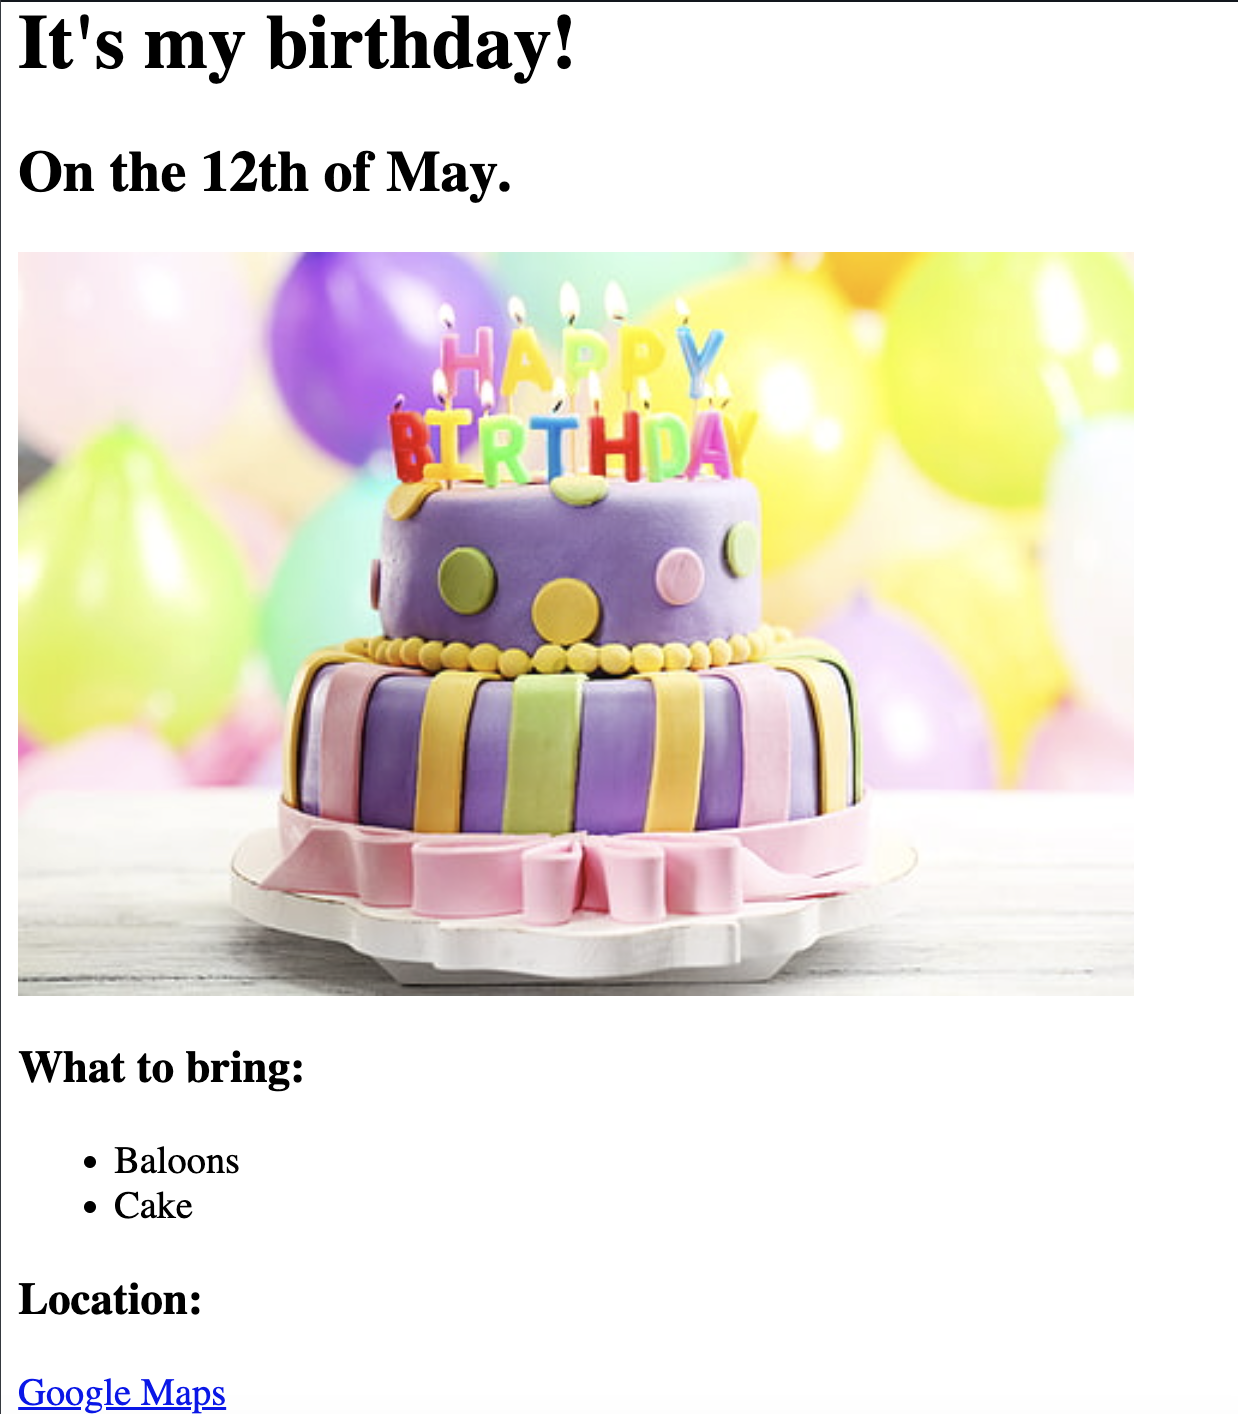 It's my birthday!
On the 12th of May.
HAPPY
BIRTHDAY
What to bring:
Baloons
Cake
Location:
Google Maps